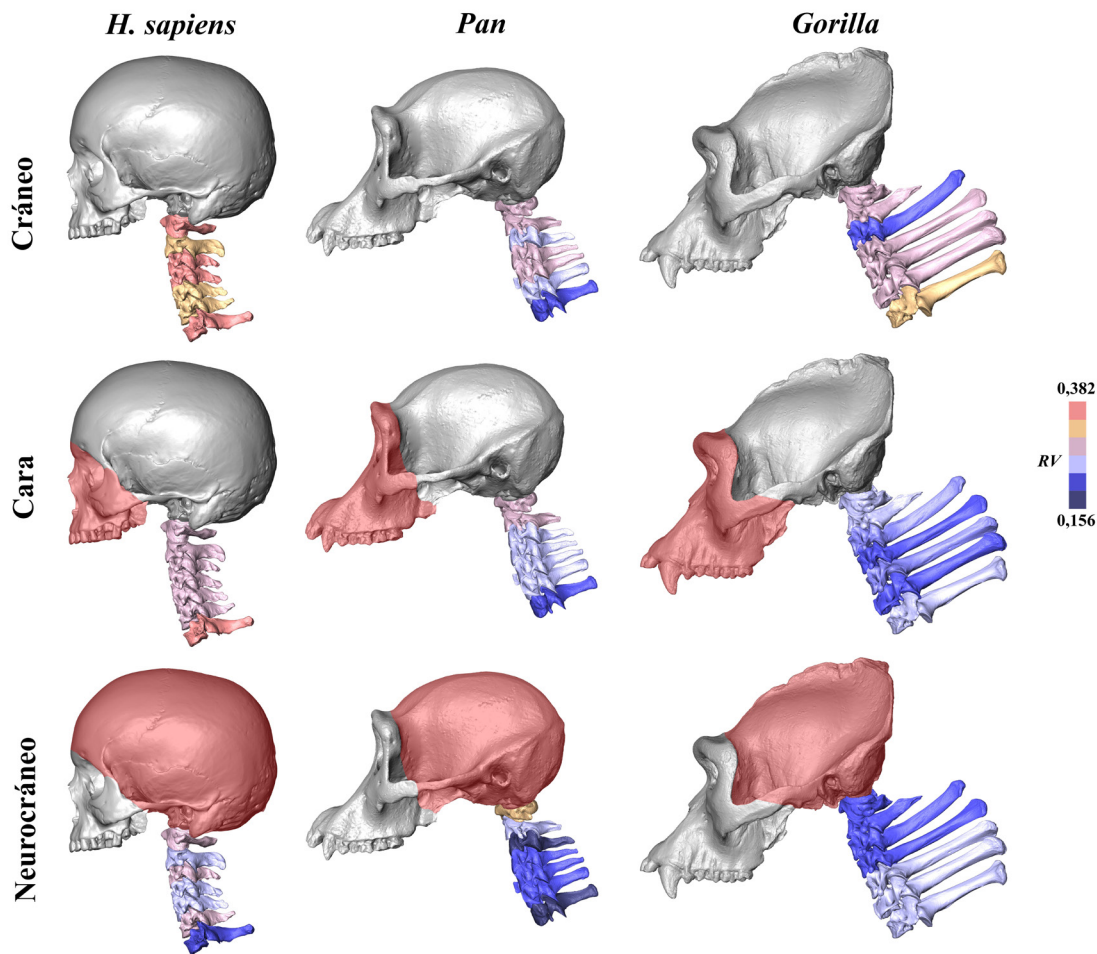 H. sapiens
Pan
Gorilla
Cráneo
Cara
Neurocráneo
0,382
RV
0,156